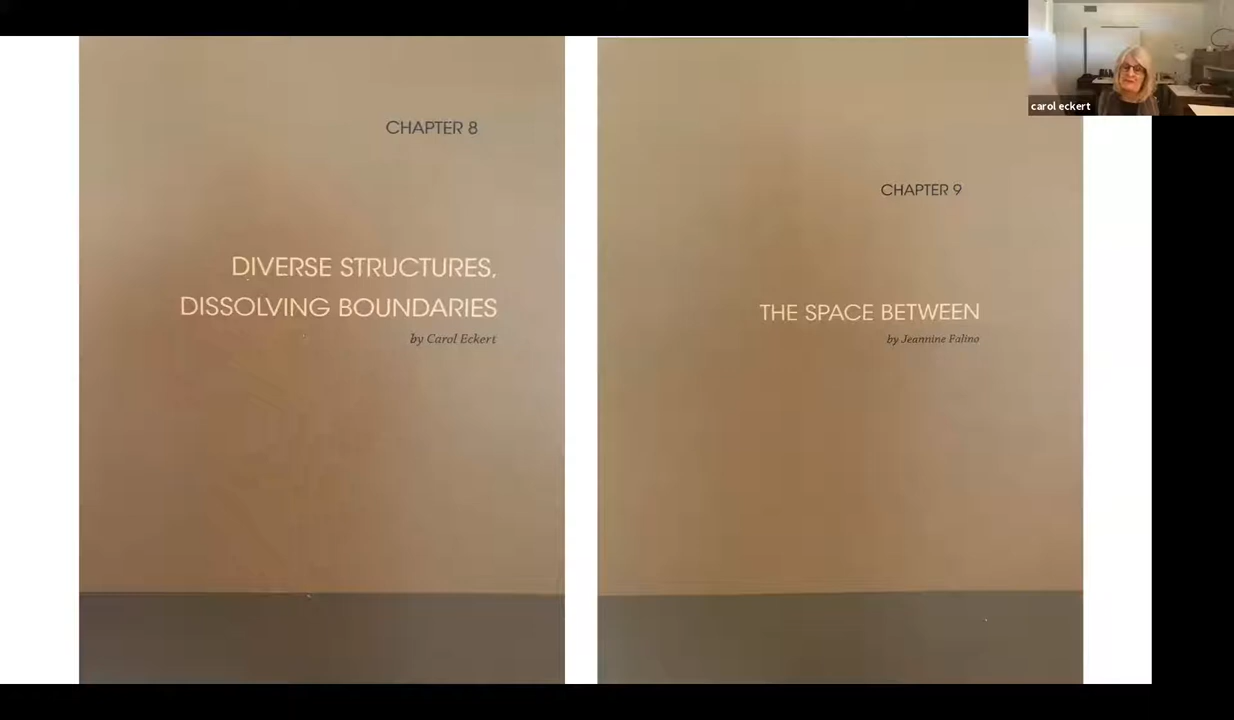 CHAPTER 8
DIVERSE STRUCTURES,
DISSOLVING BOUNDARIES
by Carol Eckert
CHAPTER 9
THE SPACE BETWEEN
by Jeannine Falino
carol eckert